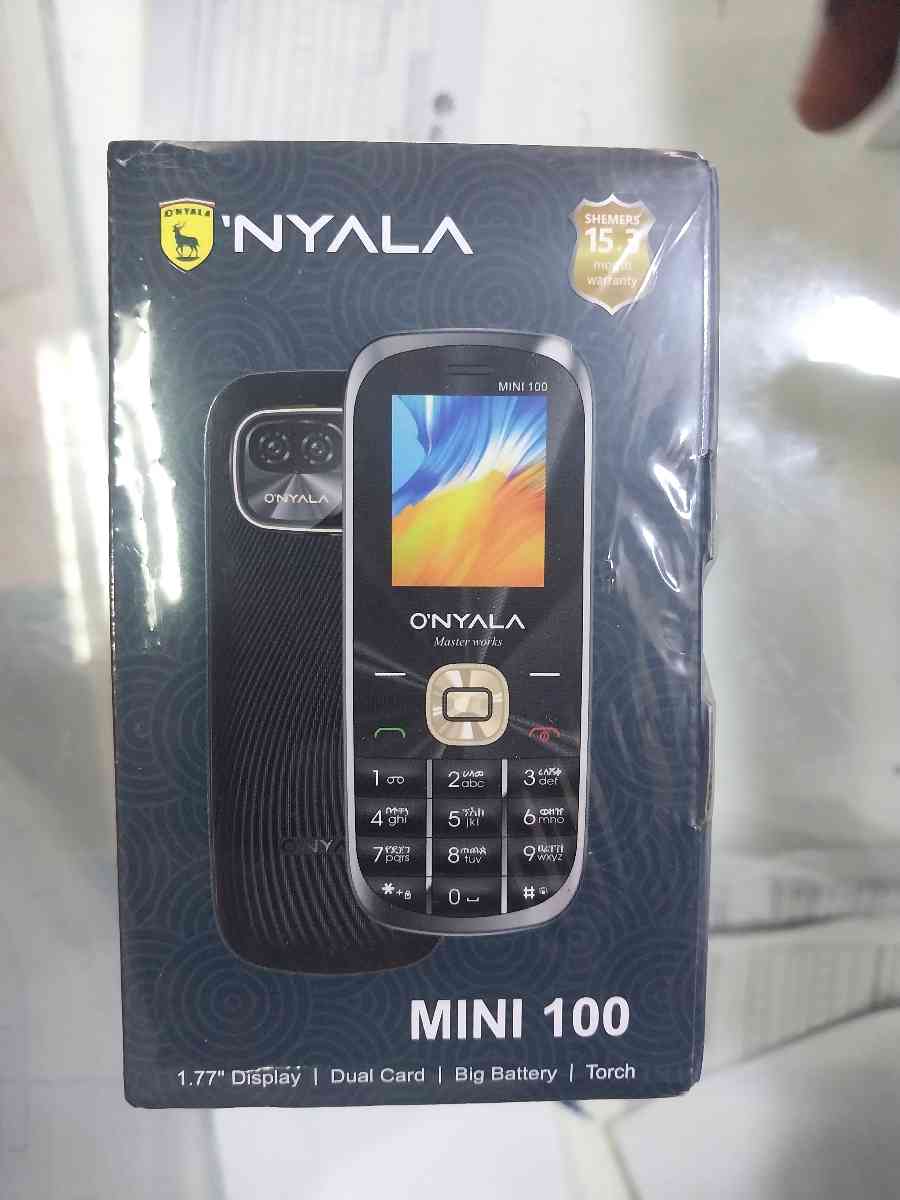 O'NYALA
'NYALA
SHEMERS
15.3
month
warranty
MINI 100
O'NYALA
O'NYALA
Master works
1
2 ሀለመ abc
3 def
4 ghi
5 jkl
6 mno
7 pqrs
8 tuv
9 wxyz
* +
0
#
MINI 100
1.77" Display | Dual Card | Big Battery | Torch